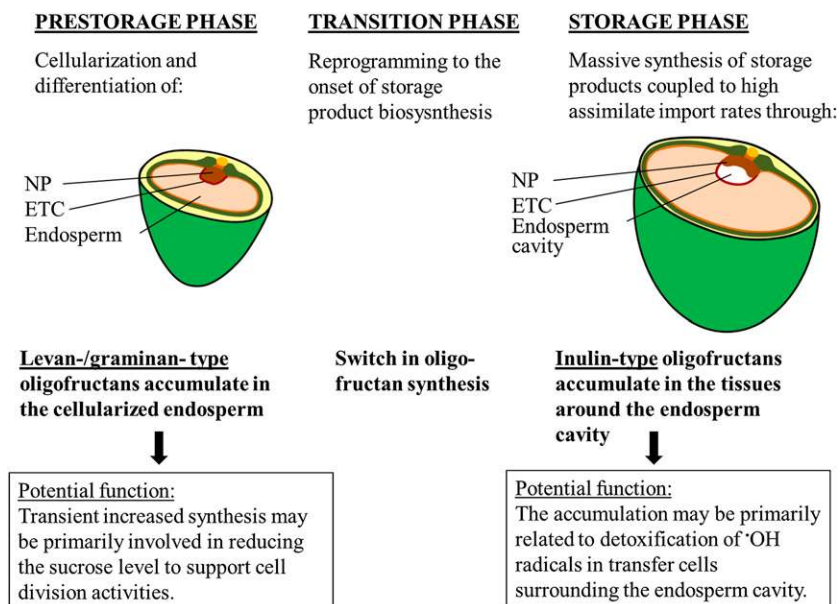 PRESTORAGE PHASE
Cellularization and
differentiation of:
NP
ETC
Endosperm
Levan-/graminan- type
oligofructans accumulate in
the cellularized endosperm
Potential function:
Transient increased synthesis may
be primarily involved in reducing
the sucrose level to support cell
division activities.
TRANSITION PHASE
Reprogramming to the
onset of storage
product biosysnthesis
Switch in oligo-
fructan synthesis
STORAGE PHASE
Massive synthesis of storage
products coupled to high
assimilate import rates through:
NP
ETC
Endosperm
cavity
Inulin-type oligofructans
accumulate in the tissues
around the endosperm
cavity
Potential function:
The accumulation may be primarily
related to detoxification of •OH
radicals in transfer cells
surrounding the endosperm cavity.